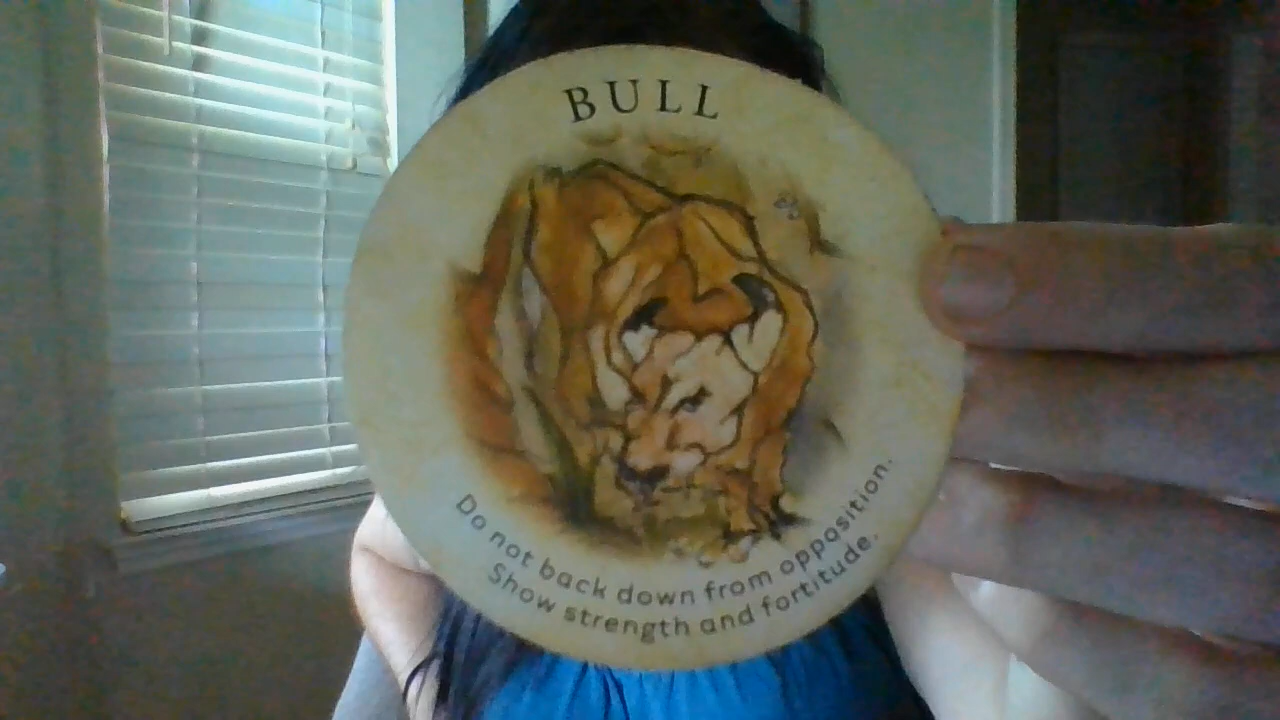 BULL
Do not back down from opposition.
Show strength and fortitude.